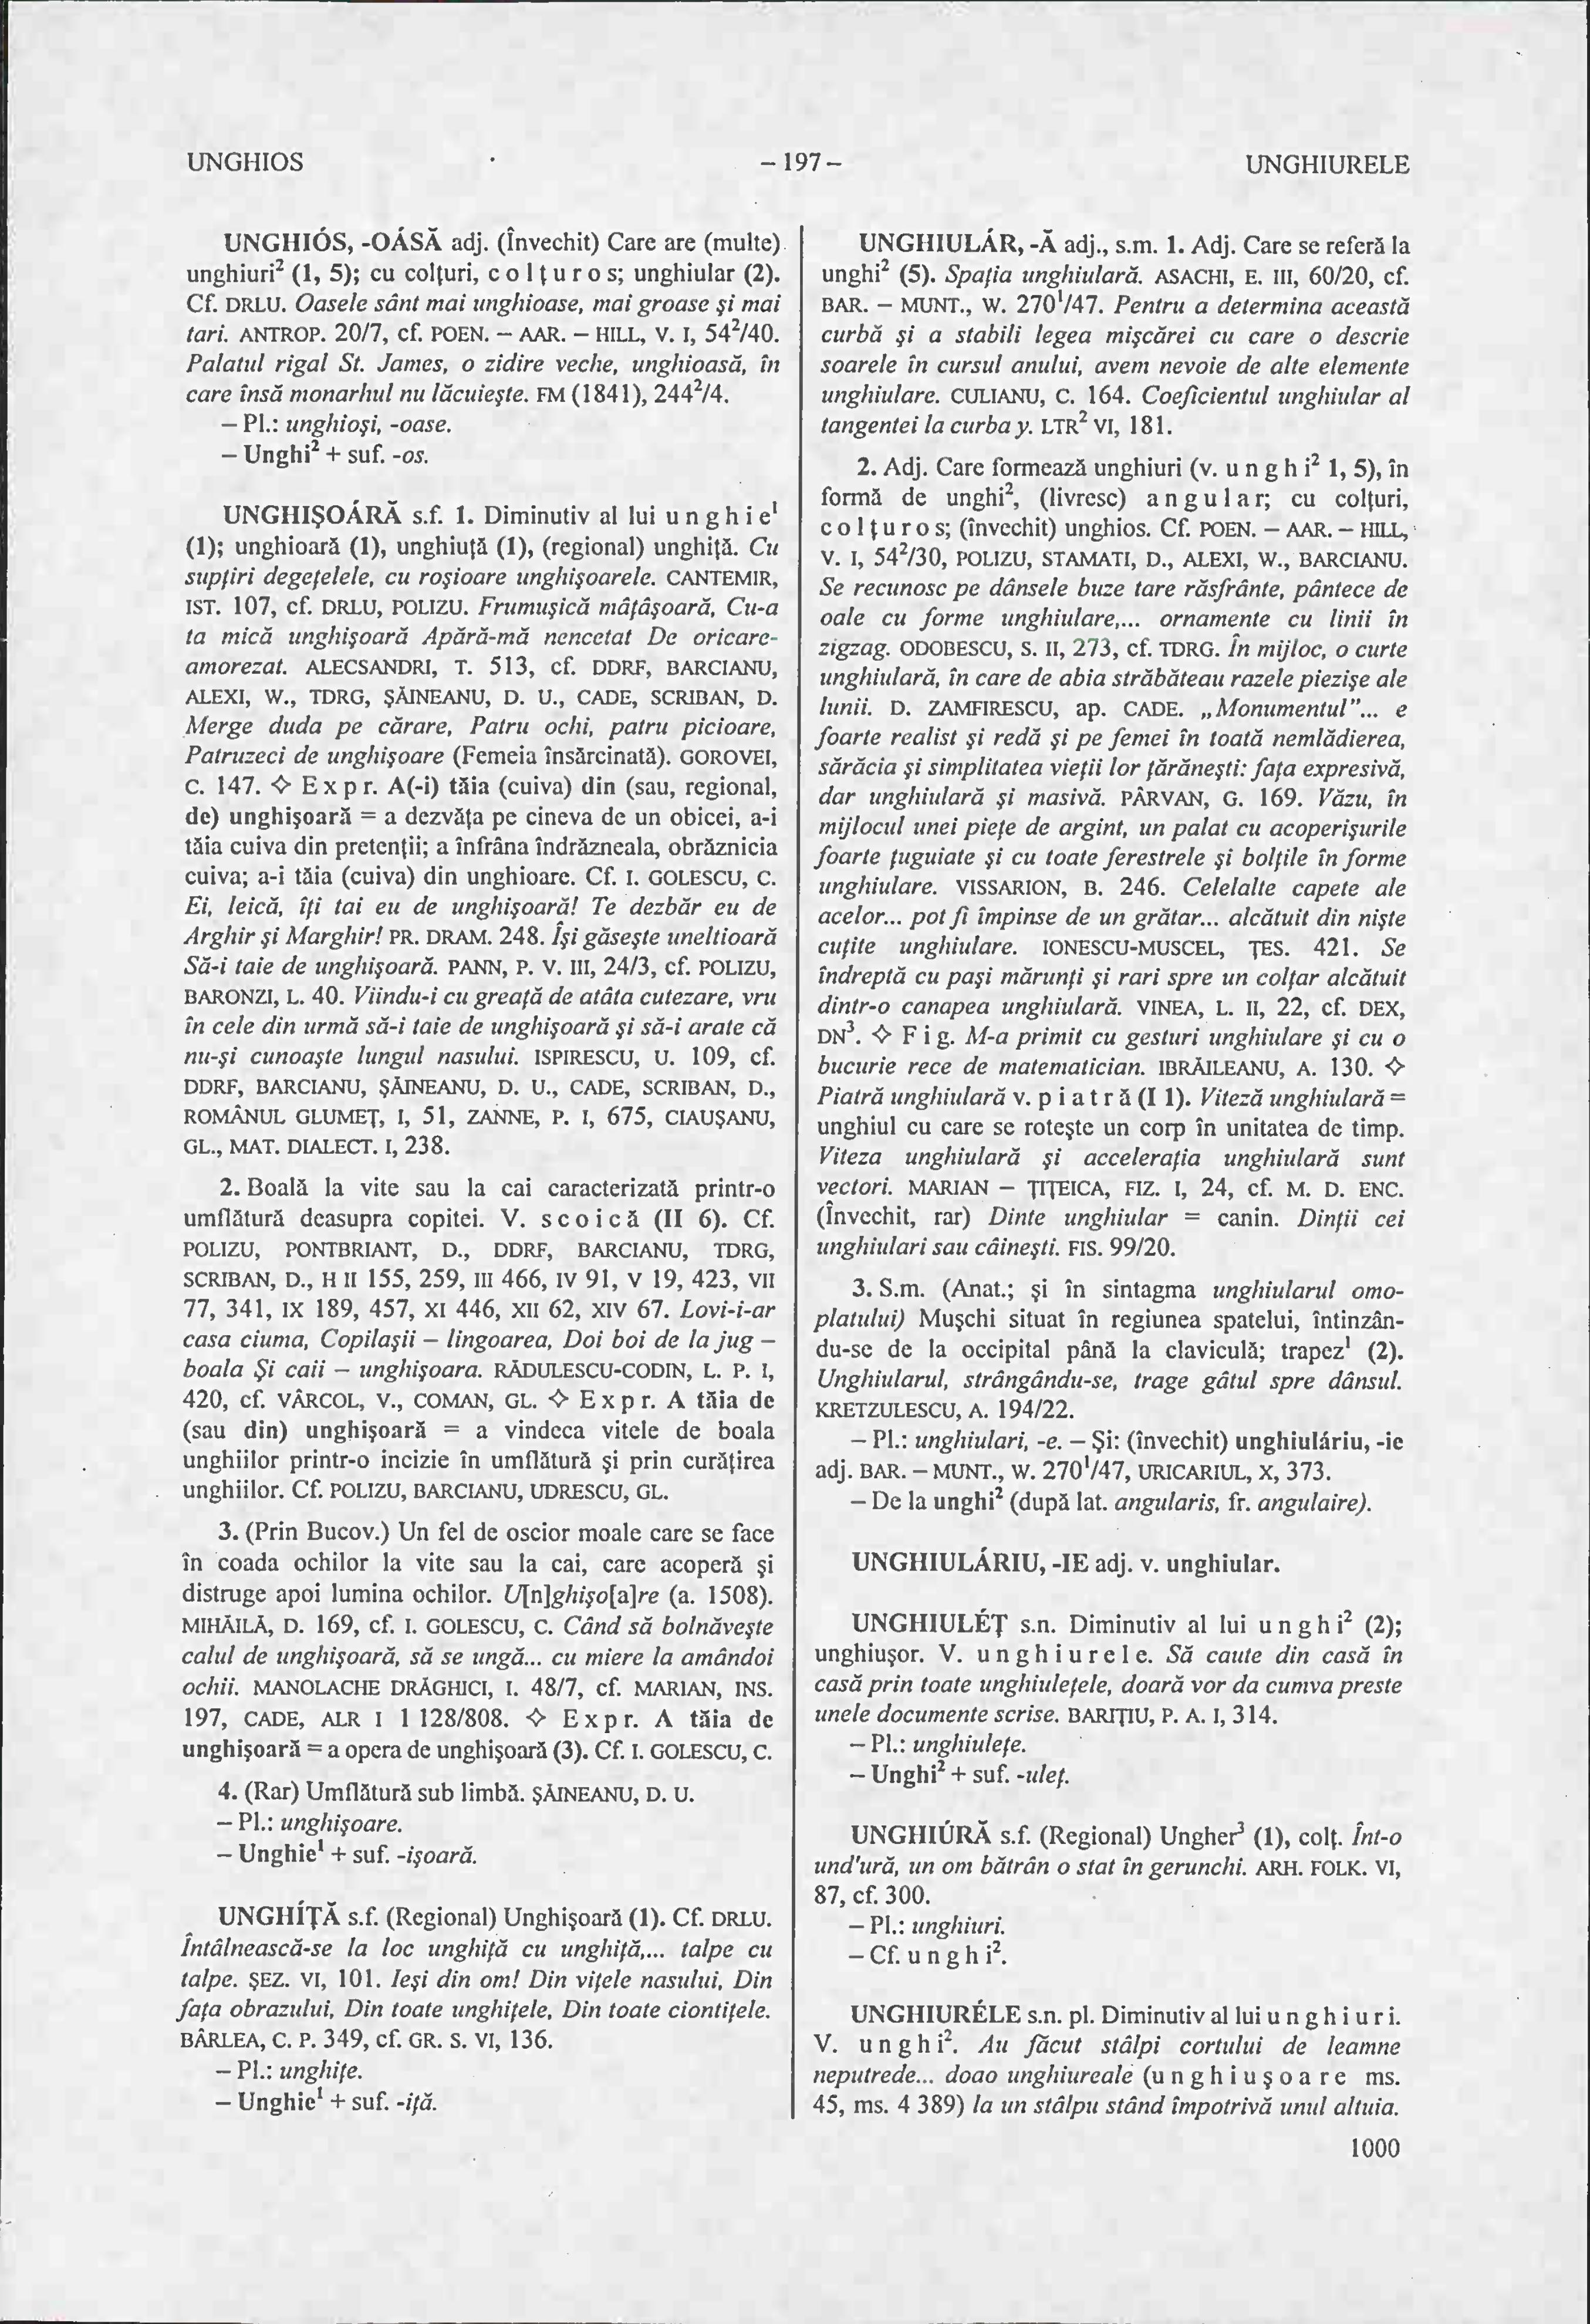 UNGHIOS
– 197 –
UNGHIURELE
UNGHIÓS, -OÁSĂ adj. (Învechit) Care are (multe)
unghiuri² (1, 5); cu colţuri, c o l ţ u r o s; unghiular (2).
Cf. DRLU. Oasele sânt mai unghioase, mai groase şi mai
tari. ANTROP. 20/7, cf. POEN. – AAR. – HILL, V. I, 54²/40.
Palatul rigal St. James, o zidire veche, unghioasă, în
care însă monarhul nu lăcuieşte. FM (1841), 244²/4.
– Pl.: unghioşi, -oase.
– Unghi² + suf. -os.
UNGHIŞOÁRĂ s.f. 1. Diminutiv al lui u n g h i e¹
(1); unghioară (1), unghiuţă (1), (regional) unghiţă. Cu
supţiri degeţelele, cu roşioare unghişoarele. CANTEMIR,
IST. 107, cf. DRLU, POLIZU. Frumuşică mâţâşoară, Cu-a
ta mică unghişoară Apără-mă nencetat De oricare-
amorezat. ALECSANDRI, T. 513, cf. DDRF, BARCIANU,
ALEXI, W., TDRG, ŞĂINEANU, D. U., CADE, SCRIBAN, D.
Merge duda pe cărare, Patru ochi, patru picioare,
Patruzeci de unghişoare (Femeia însărcinată). GOROVEI,
C. 147. ◇ E x p r. A(-i) tăia (cuiva) din (sau, regional,
de) unghişoară = a dezvăţa pe cineva de un obicei, a-i
tăia cuiva din pretenţii; a înfrâna îndrăzneala, obrăznicia
cuiva; a-i tăia (cuiva) din unghioare. Cf. I. GOLESCU, C.
Ei, leică, îţi tai eu de unghişoară! Te dezbăr eu de
Arghir şi Marghir! PR. DRAM. 248. Îşi găseşte uneltioară
Să-i taie de unghişoară. PANN, P. V. III, 24/3, cf. POLIZU,
BARONZI, L. 40. Viindu-i cu greaţă de atâta cutezare, vru
în cele din urmă să-i taie de unghişoară şi să-i arate că
nu-şi cunoaşte lungul nasului. ISPIRESCU, U. 109, cf.
DDRF, BARCIANU, ŞĂINEANU, D. U., CADE, SCRIBAN, D.,
ROMÂNUL GLUMEŢ, I, 51, ZANNE, P. I, 675, CIAUŞANU,
GL., MAT. DIALECT. I, 238.
2. Boală la vite sau la cai caracterizată printr-o
umflătură deasupra copitei. V. s c o i c ă (II 6). Cf.
POLIZU, PONTBRIANT, D., DDRF, BARCIANU, TDRG,
SCRIBAN, D., H II 155, 259, III 466, IV 91, V 19, 423, VII
77, 341, IX 189, 457, XI 446, XII 62, XIV 67. Lovi-i-ar
casa ciuma, Copilaşii – lingoarea, Doi boi de la jug –
boala Şi caii – unghişoara. RĂDULESCU-CODIN, L. P. I,
420, cf. VÂRCOL, V., COMAN, GL. ◇ E x p r. A tăia de
(sau din) unghişoară = a vindeca vitele de boala
unghiilor printr-o incizie în umflătură şi prin curăţirea
unghiilor. Cf. POLIZU, BARCIANU, UDRESCU, GL.
3. (Prin Bucov.) Un fel de oscior moale care se face
în coada ochilor la vite sau la cai, care acoperă şi
distruge apoi lumina ochilor. U[n]ghişo[a]re (a. 1508).
MIHĂILĂ, D. 169, cf. I. GOLESCU, C. Când să bolnăveşte
calul de unghişoară, să se ungă... cu miere la amândoi
ochii. MANOLACHE DRĂGHICI, I. 48/7, cf. MARIAN, INS.
197, CADE, ALR I 1 128/808. ◇ E x p r. A tăia de
unghişoară = a opera de unghişoară (3). Cf. I. GOLESCU, C.
4. (Rar) Umflătură sub limbă. ŞĂINEANU, D. U.
– Pl.: unghişoare.
– Unghie¹ + suf. -işoară.
UNGHÍŢĂ s.f. (Regional) Unghişoară (1). Cf. DRLU.
Întâlnească-se la loc unghiţă cu unghiţă,... talpe cu
talpe. ŞEZ. VI, 101. Ieşi din om! Din viţele nasului, Din
faţa obrazului, Din toate unghiţele, Din toate ciontiţele.
BÂRLEA, C. P. 349, cf. GR. S. VI, 136.
– Pl.: unghiţe.
– Unghie¹ + suf. -iţă.
UNGHIULÁR, -Ă adj., s.m. 1. Adj. Care se referă la
unghi² (5). Spaţia unghiulară. ASACHI, E. III, 60/20, cf.
BAR. – MUNT., W. 270¹/47. Pentru a determina această
curbă şi a stabili legea mişcărei cu care o descrie
soarele în cursul anului, avem nevoie de alte elemente
unghiulare. CULIANU, C. 164. Coeficientul unghiular al
tangentei la curba y. LTR² VI, 181.
2. Adj. Care formează unghiuri (v. u n g h i² 1, 5), în
formă de unghi², (livresc) a n g u l a r; cu colţuri,
c o l ţ u r o s; (învechit) unghios. Cf. POEN. – AAR. – HILL,
V. I, 54²/30, POLIZU, STAMATI, D., ALEXI, W., BARCIANU.
Se recunosc pe dânsele buze tare răsfrânte, pântece de
oale cu forme unghiulare,... ornamente cu linii în
zigzag. ODOBESCU, S. II, 273, cf. TDRG. În mijloc, o curte
unghiulară, în care de abia străbăteau razele piezişe ale
lunii. D. ZAMFIRESCU, ap. CADE. „Monumentul”... e
foarte realist şi redă şi pe femei în toată nemlădierea,
sărăcia şi simplitatea vieţii lor ţărăneşti: faţa expresivă,
dar unghiulară şi masivă. PÂRVAN, G. 169. Văzu, în
mijlocul unei pieţe de argint, un palat cu acoperişurile
foarte ţuguiate şi cu toate ferestrele şi bolţile în forme
unghiulare. VISSARION, B. 246. Celelalte capete ale
acelor... pot fi împinse de un grătar... alcătuit din nişte
cuţite unghiulare. IONESCU-MUSCEL, ŢES. 421. Se
îndreptă cu paşi mărunţi şi rari spre un colţar alcătuit
dintr-o canapea unghiulară. VINEA, L. II, 22, cf. DEX,
DN³. ◇ F i g. M-a primit cu gesturi unghiulare şi cu o
bucurie rece de matematician. IBRĂILEANU, A. 130. ◇
Piatră unghiulară v. p i a t r ă (I 1). Viteză unghiulară =
unghiul cu care se roteşte un corp în unitatea de timp.
Viteza unghiulară şi acceleraţia unghiulară sunt
vectori. MARIAN – ŢIŢEICA, FIZ. I, 24, cf. M. D. ENC.
(Învechit, rar) Dinte unghiular = canin. Dinţii cei
unghiulari sau câineşti. FIS. 99/20.
3. S.m. (Anat.; şi în sintagma unghiularul omo-
platului) Muşchi situat în regiunea spatelui, întinzân-
du-se de la occipital până la claviculă; trapez¹ (2).
Unghiularul, strângându-se, trage gâtul spre dânsul.
KRETZULESCU, A. 194/22.
– Pl.: unghiulari, -e. – Şi: (învechit) unghiuláriu, -ie
adj. BAR. – MUNT., W. 270¹/47, URICARIUL, X, 373.
– De la unghi² (după lat. angularis, fr. angulaire).
UNGHIULÁRIU, -IE adj. v. unghiular.
UNGHIULÉŢ s.n. Diminutiv al lui u n g h i² (2);
unghiuşor. V. u n g h i u r e l e. Să caute din casă în
casă prin toate unghiuleţele, doară vor da cumva preste
unele documente scrise. BARIŢIU, P. A. I, 314.
– Pl.: unghiuleţe.
– Unghi² + suf. -uleţ.
UNGHIÚRĂ s.f. (Regional) Ungher³ (1), colţ. Înt-o
und'ură, un om bătrân o stat în gerunchi. ARH. FOLK. VI,
87, cf. 300.
– Pl.: unghiuri.
– Cf. u n g h i².
UNGHIURÉLE s.n. pl. Diminutiv al lui u n g h i u r i.
V. u n g h i². Au făcut stâlpi cortului de leamne
neputrede... doao unghiureale (u n g h i u ş o a r e ms.
45, ms. 4 389) la un stâlpu stând împotrivă unul altuia.
1000